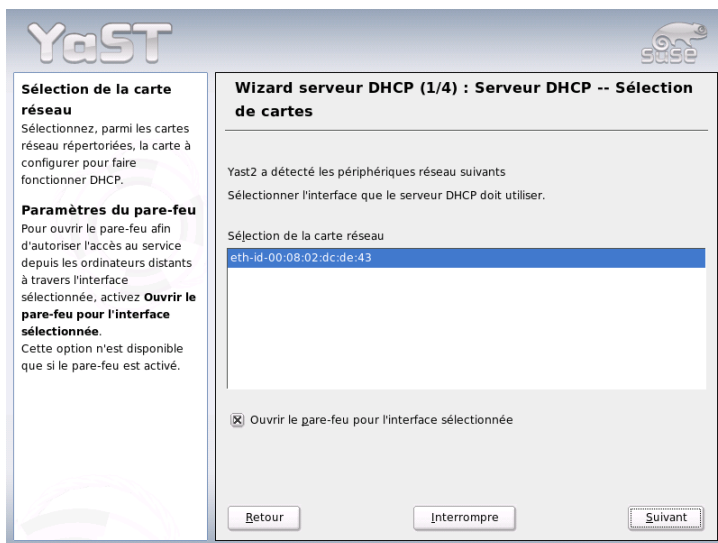 YaST
SUSE
Sélection de la carte
réseau
Sélectionnez, parmi les cartes
réseau répertoriées, la carte à
configurer pour faire
fonctionner DHCP.
Paramètres du pare-feu
Pour ouvrir le pare-feu afin
d'autoriser l'accès au service
depuis les ordinateurs distants
à travers l'interface
sélectionnée, activez Ouvrir le
pare-feu pour l'interface
sélectionnée.
Cette option n'est disponible
que si le pare-feu est activé.
Wizard serveur DHCP (1/4) : Serveur DHCP -- Sélection
de cartes
Yast2 a détecté les périphériques réseau suivants
Sélectionner l'interface que le serveur DHCP doit utiliser.
Sélection de la carte réseau
eth-id-00:08:02:dc:de:43
Ouvrir le pare-feu pour l'interface sélectionnée
Retour
Interrompre
Suivant